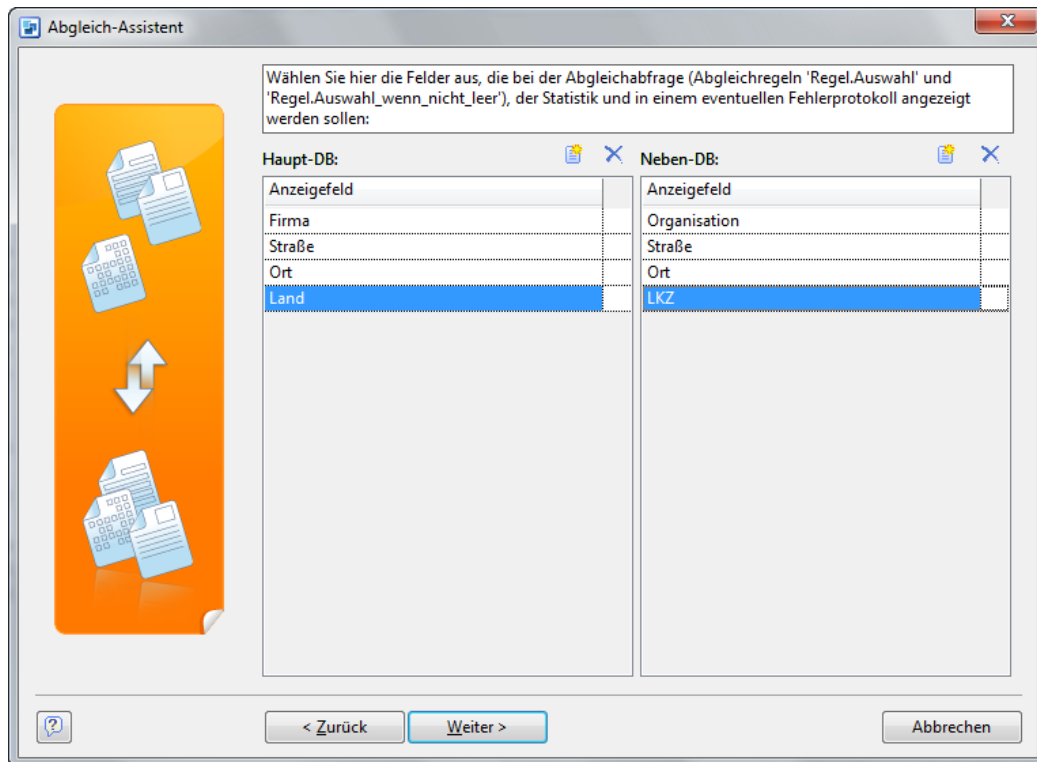 Abgleich-Assistent
Wählen Sie hier die Felder aus, die bei der Abgleichabfrage (Abgleichregeln 'Regel.Auswahl' und
'Regel.Auswahl_wenn_nicht_leer'), der Statistik und in einem eventuellen Fehlerprotokoll angezeigt
werden sollen:
Haupt-DB:
Anzeigefeld
Firma
Straße
Ort
Land
Neben-DB:
Anzeigefeld
Organisation
Straße
Ort
LKZ
?
< Zurück
Weiter >
Abbrechen